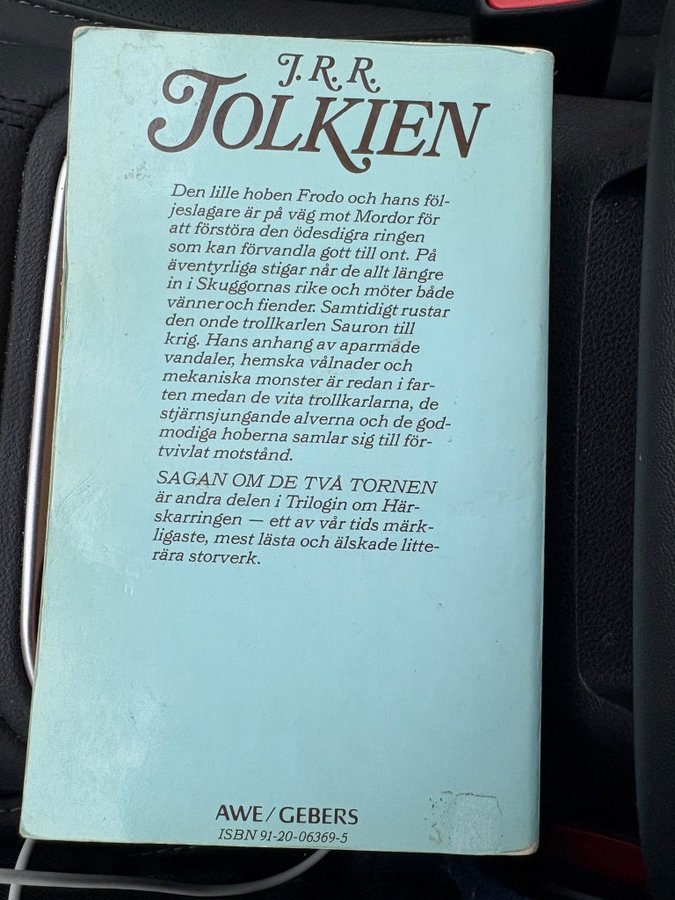 J.R.R.
TOLKIEN
Den lille hoben Frodo och hans föl-
jeslagare är på väg mot Mordor för
att förstöra den ödesdigra ringen
som kan förvandla gott till ont. På
äventyrliga stigar når de allt längre
in i Skuggornas rike och möter både
vänner och fiender. Samtidigt rustar
den onde trollkarlen Sauron till
krig. Hans anhang av aparmade
vandaler, hemska vålnader och
mekaniska monster är redan i far-
ten medan de vita trollkarlarna, de
stjärnsjungande alverna och de god-
modiga hoberna samlar sig till för-
tvivlat motstånd.
SAGAN OM DE TVÅ TORNEN
är andra delen i Trilogin om Här-
skarringen — ett av vår tids märk-
ligaste, mest lästa och älskade litte-
rära storverk.
AWE/GEBERS
ISBN 91-20-06369-5